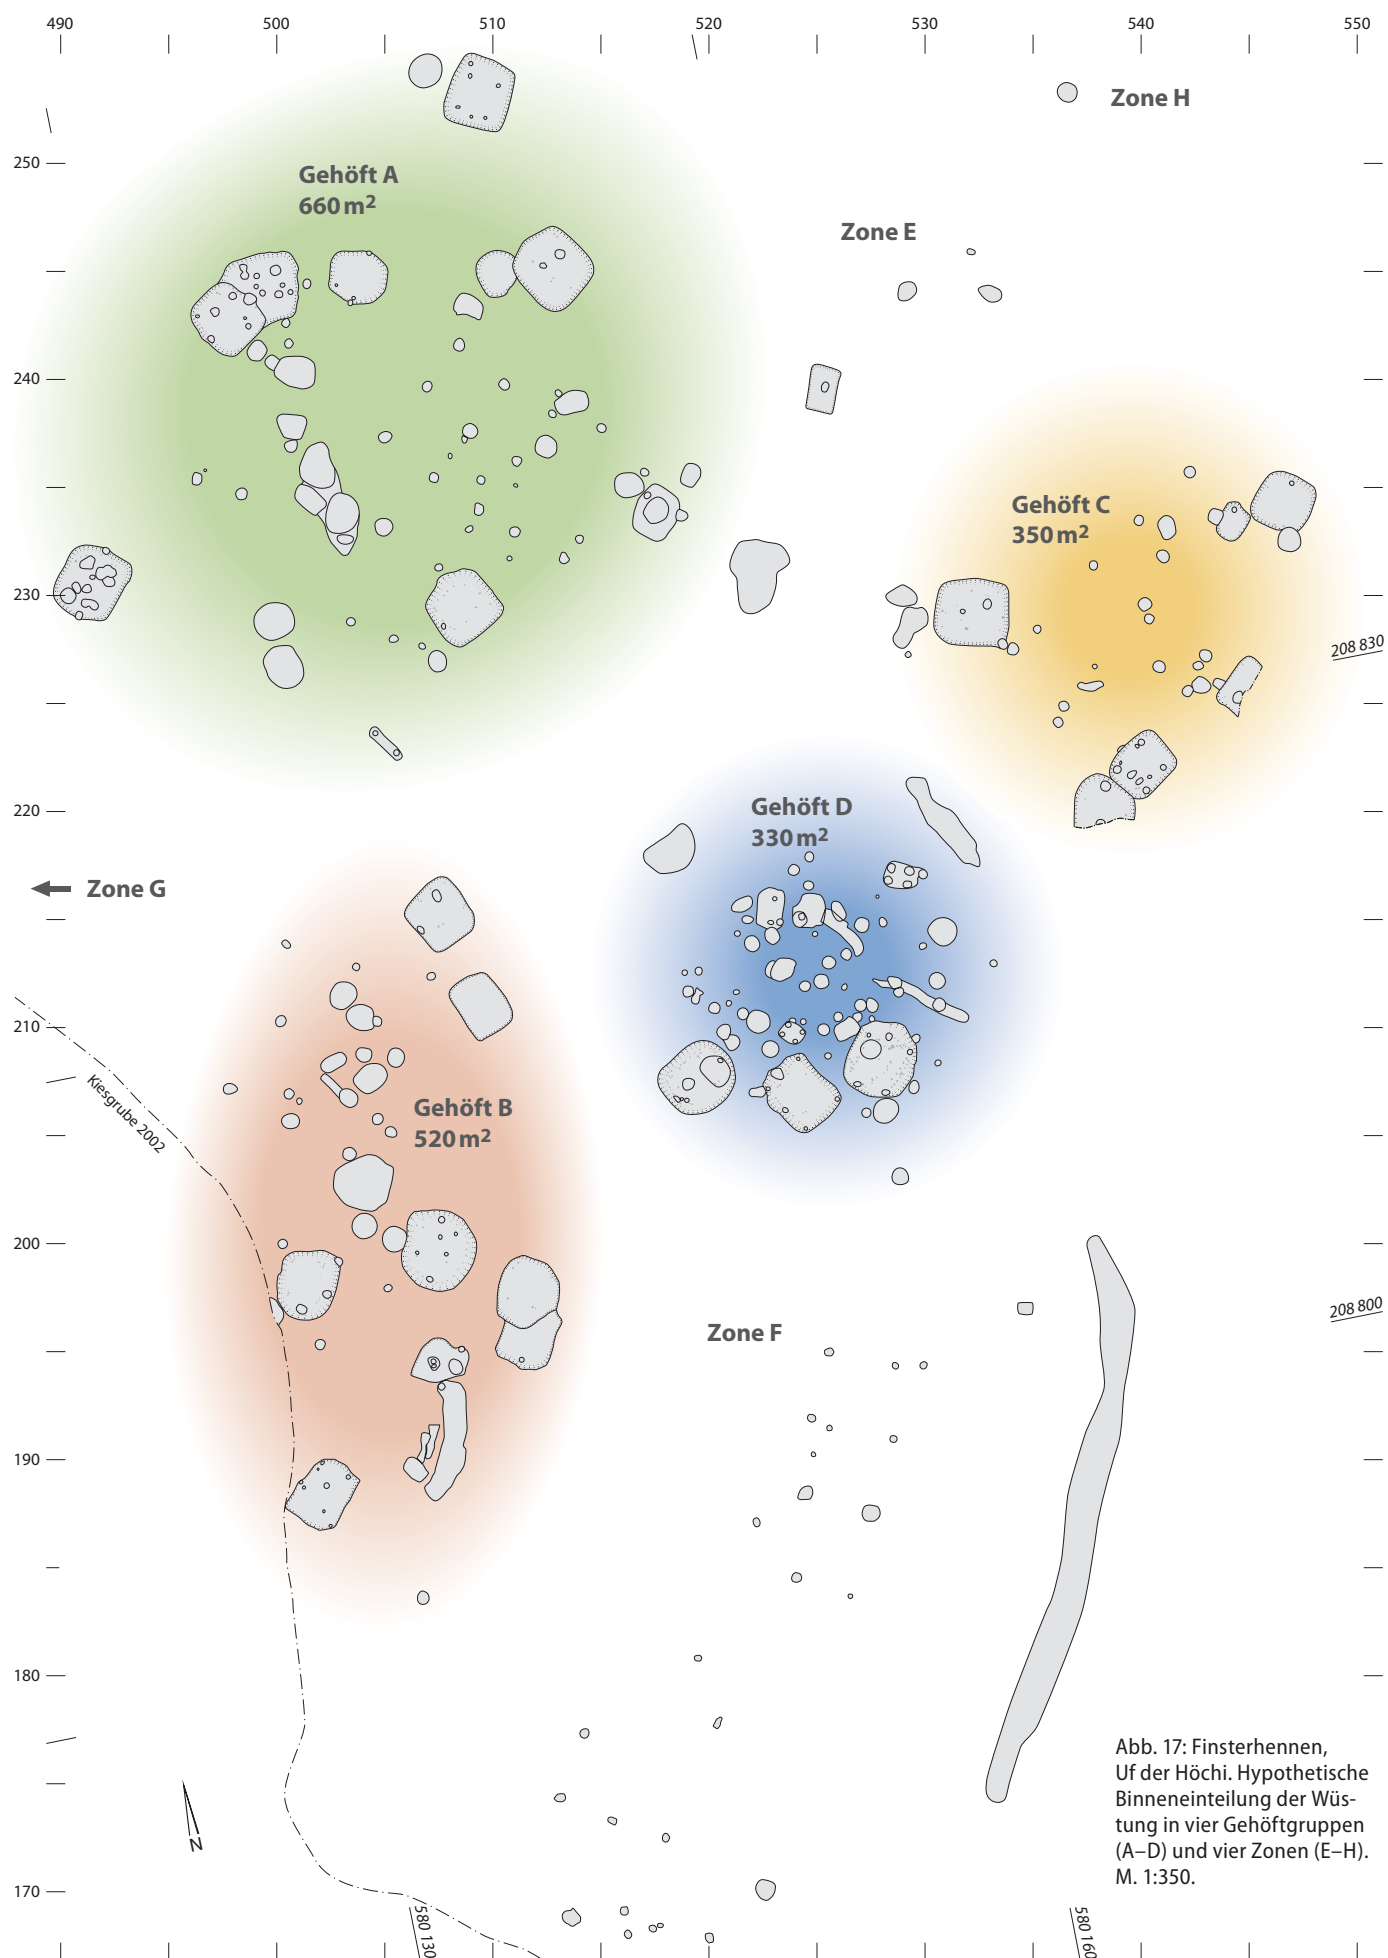 490 500 510 520 530 540 550
Zone H
250
Gehöft A
660 m²
Zone E
240
Gehöft C
350 m²
230
208 830
220
Gehöft D
330 m²
Zone G
210
Kiesgrube 2002
Gehöft B
520 m²
200
208 800
Zone F
190
180
Abb. 17: Finsterhennen,
Uf der Höchi. Hypothetische
Binneneinteilung der Wüs-
tung in vier Gehöftgruppen
(A–D) und vier Zonen (E–H).
M. 1:350.
N
170
580 130
580 160